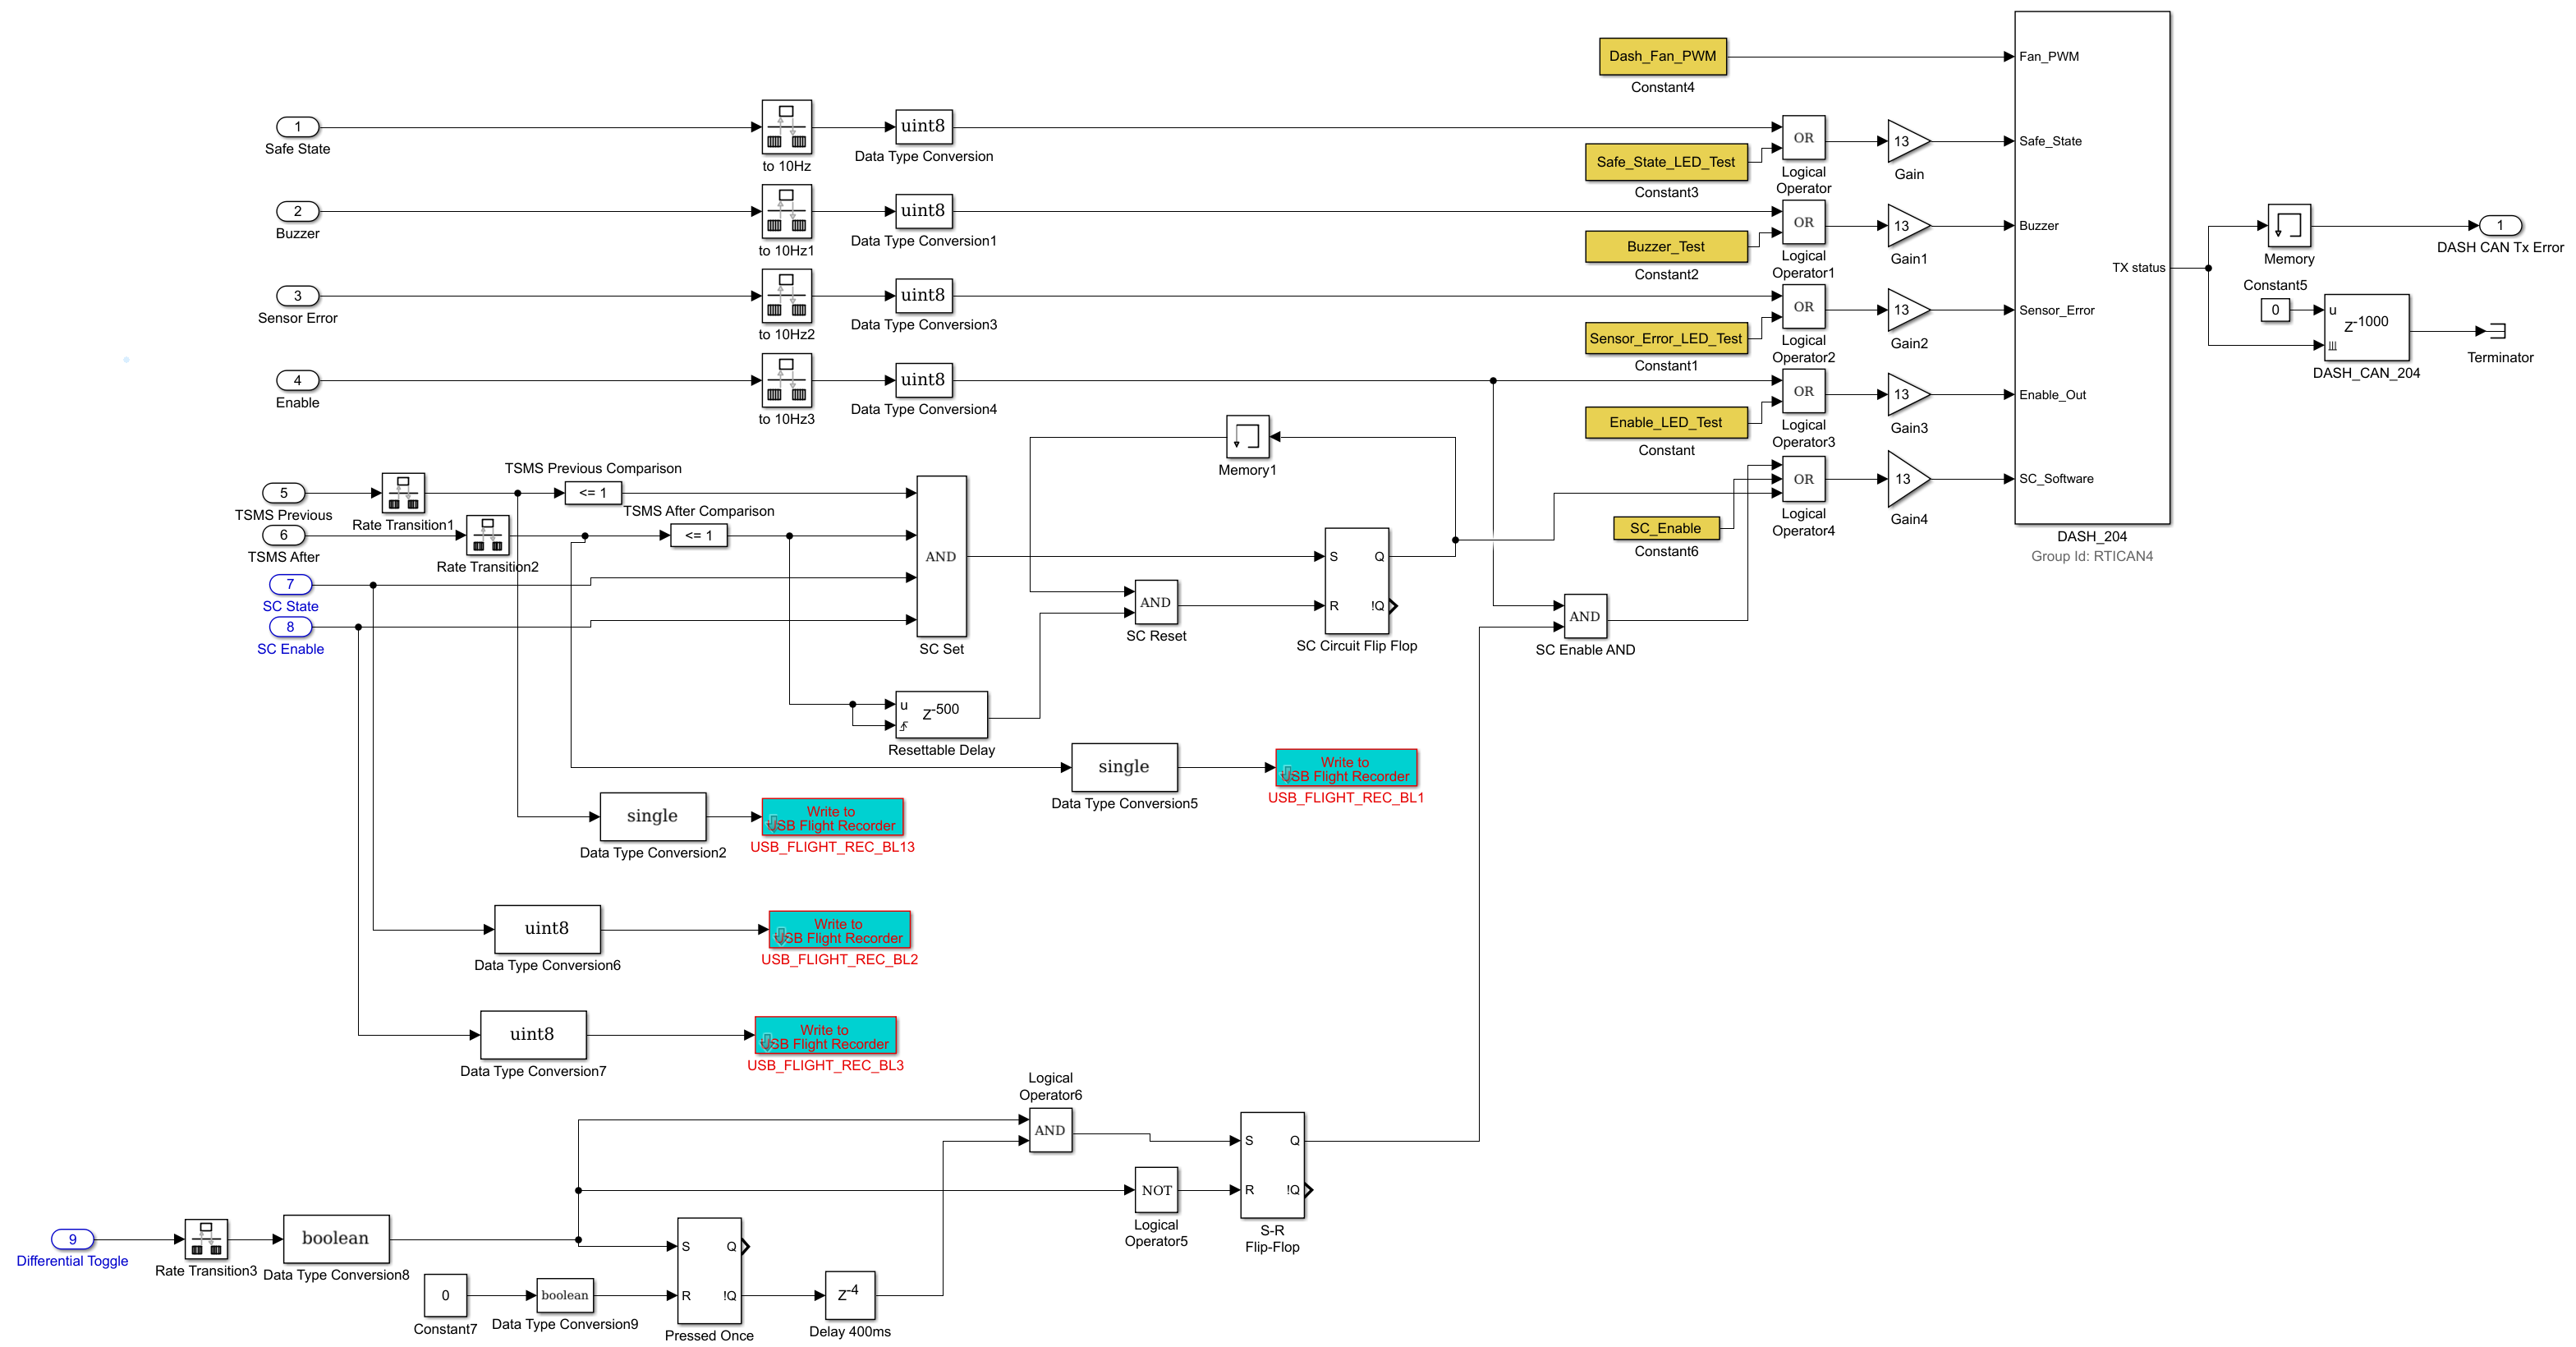 Dash_Fan_PWM
Constant4
Fan_PWM
1
Safe State
to 10Hz
uint8
Data Type Conversion
Safe_State_LED_Test
Constant3
OR
Logical
Operator
13
Gain
Safe_State
2
Buzzer
to 10Hz1
uint8
Data Type Conversion1
Buzzer_Test
Constant2
OR
Logical
Operator1
13
Gain1
Buzzer
3
Sensor Error
to 10Hz2
uint8
Data Type Conversion3
Sensor_Error_LED_Test
Constant1
OR
Logical
Operator2
13
Gain2
Sensor_Error
4
Enable
to 10Hz3
uint8
Data Type Conversion4
Enable_LED_Test
Constant
OR
Logical
Operator3
13
Gain3
Enable_Out
SC_Enable
Constant6
OR
Logical
Operator4
13
Gain4
SC_Software
TX status
DASH_204
Group Id: RTICAN4
Memory
1
DASH CAN Tx Error
Constant5
0
u
Z-1000
DASH_CAN_204
Terminator
5
TSMS Previous
Rate Transition1
TSMS Previous Comparison
<= 1
6
TSMS After
Rate Transition2
TSMS After Comparison
<= 1
7
SC State
8
SC Enable
AND
SC Set
Memory1
AND
SC Reset
S
Q
R
!Q
SC Circuit Flip Flop
AND
SC Enable AND
u
Z-500
Resettable Delay
single
Data Type Conversion5
Write to
USB Flight Recorder
USB_FLIGHT_REC_BL1
single
Data Type Conversion2
Write to
USB Flight Recorder
USB_FLIGHT_REC_BL13
uint8
Data Type Conversion6
Write to
USB Flight Recorder
USB_FLIGHT_REC_BL2
uint8
Data Type Conversion7
Write to
USB Flight Recorder
USB_FLIGHT_REC_BL3
Logical
Operator6
AND
NOT
Logical
Operator5
S
Q
R
!Q
S-R
Flip-Flop
9
Differential Toggle
Rate Transition3
boolean
Data Type Conversion8
0
Constant7
boolean
Data Type Conversion9
S
Q
R
!Q
Pressed Once
Z-4
Delay 400ms